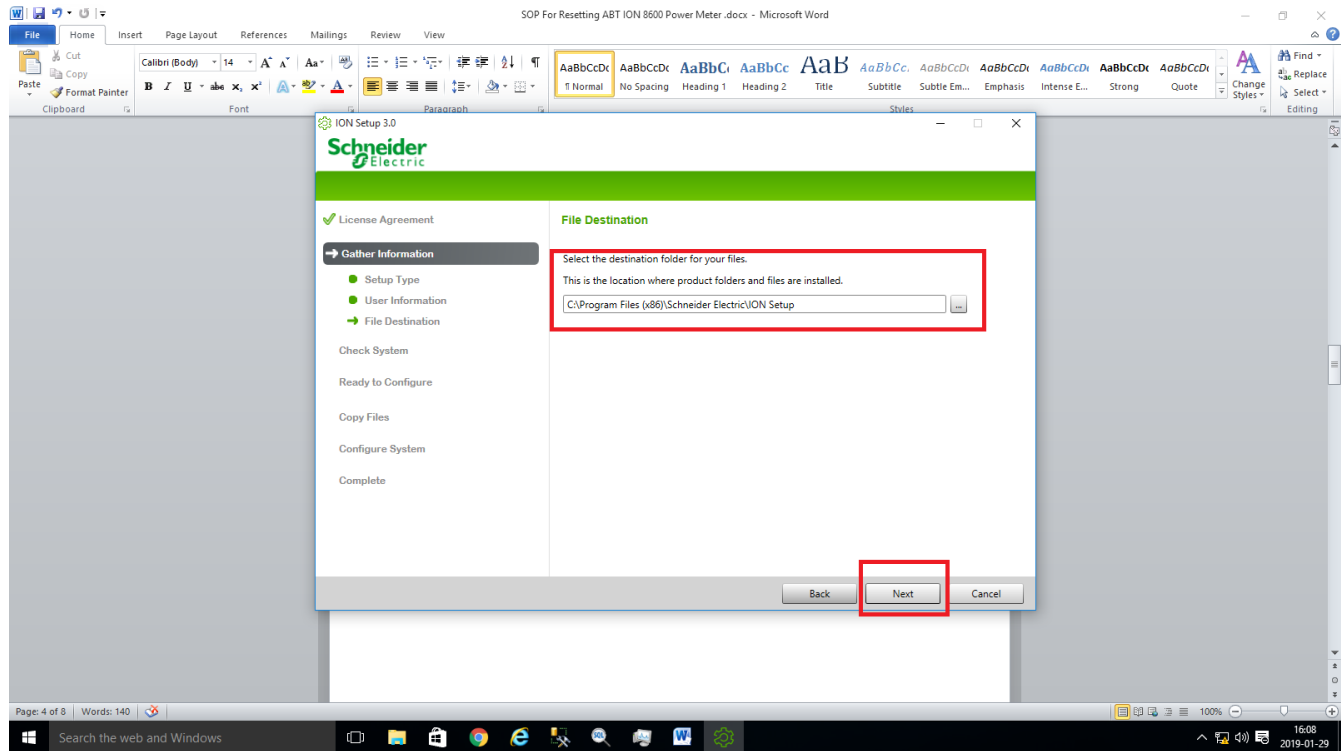 SOP For Resetting ABT ION 8600 Power Meter .docx - Microsoft Word
File Home Insert Page Layout References Mailings Review View
Paste
Cut
Copy
Format Painter
Clipboard
Calibri (Body) 14
Font
Paragraph
AaBbCcDc AaBbCcDc AaBbC AaBbCc AaB AaBbCc. AaBbCcDc AaBbCcDc AaBbCcDc AaBbCcDc AaBbCcDc
¶ Normal No Spacing Heading 1 Heading 2 Title Subtitle Subtle Em... Emphasis Intense E... Strong Quote
Change
Styles
Styles
Find
Replace
Select
Editing
ION Setup 3.0
Schneider
Electric
License Agreement
Gather Information
Setup Type
User Information
File Destination
Check System
Ready to Configure
Copy Files
Configure System
Complete
File Destination
Select the destination folder for your files.
This is the location where product folders and files are installed.
C:\Program Files (x86)\Schneider Electric\ION Setup ...
Back Next Cancel
Page: 4 of 8 Words: 140
100%
Search the web and Windows
16:08
2019-01-29